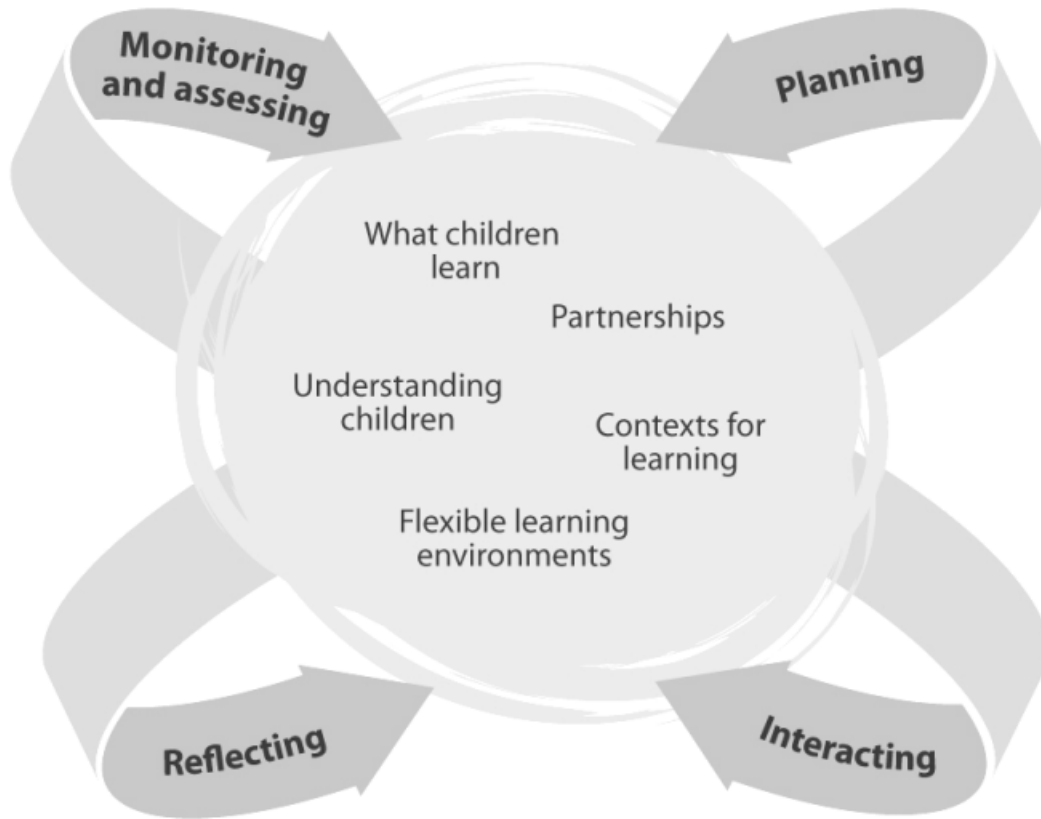 Monitoring
and assessing
Planning
What children
learn
Partnerships
Understanding
children
Contexts for
learning
Flexible learning
environments
Reflecting
Interacting